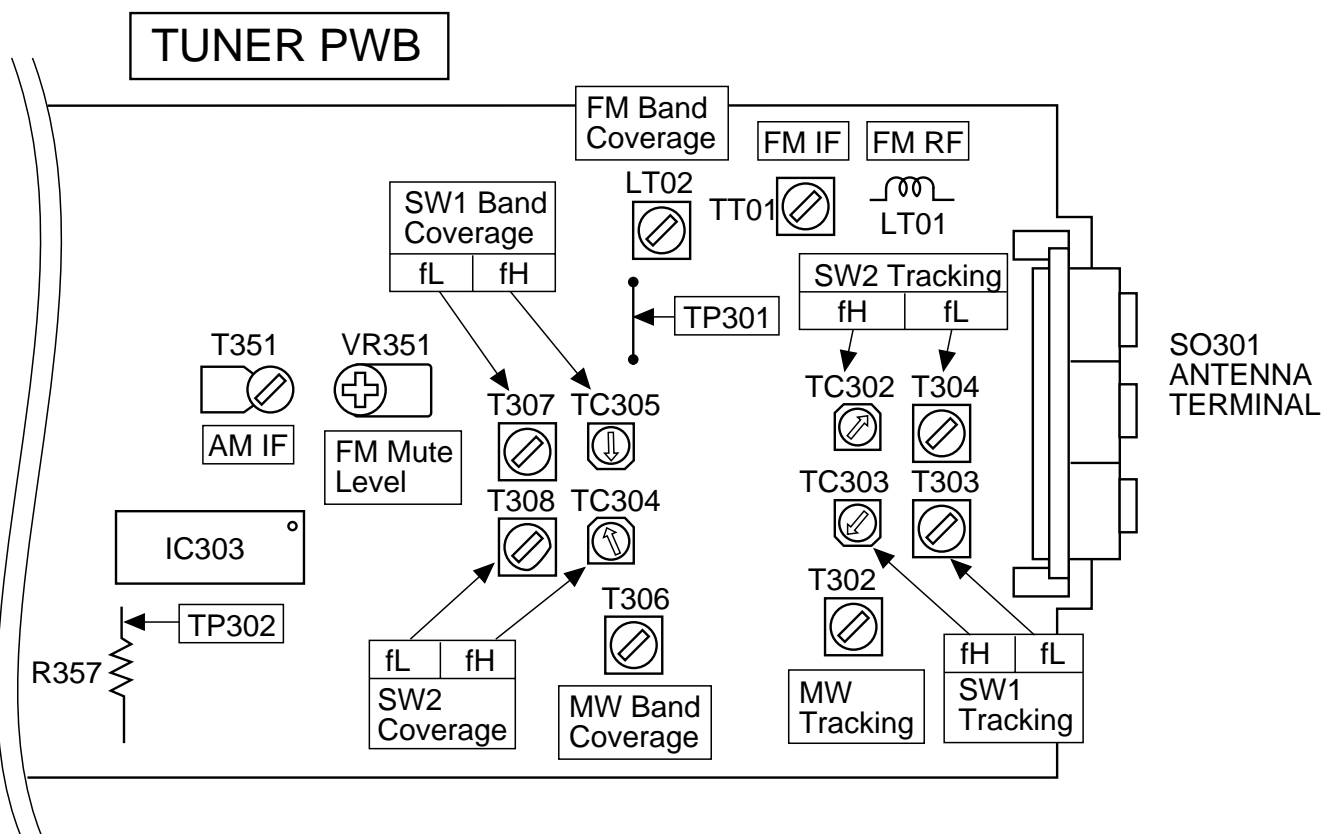 TUNER PWB
FM Band
Coverage
FM IF
FM RF
LT02
TT01
LT01
SW1 Band
Coverage
fL
fH
SW2 Tracking
fH
fL
TP301
T351
VR351
T307
TC305
TC302
T304
SO301
ANTENNA
TERMINAL
AM IF
FM Mute
Level
T308
TC304
TC303
T303
IC303
T306
T302
TP302
R357
fL
fH
SW2
Coverage
MW Band
Coverage
MW
Tracking
fH
fL
SW1
Tracking